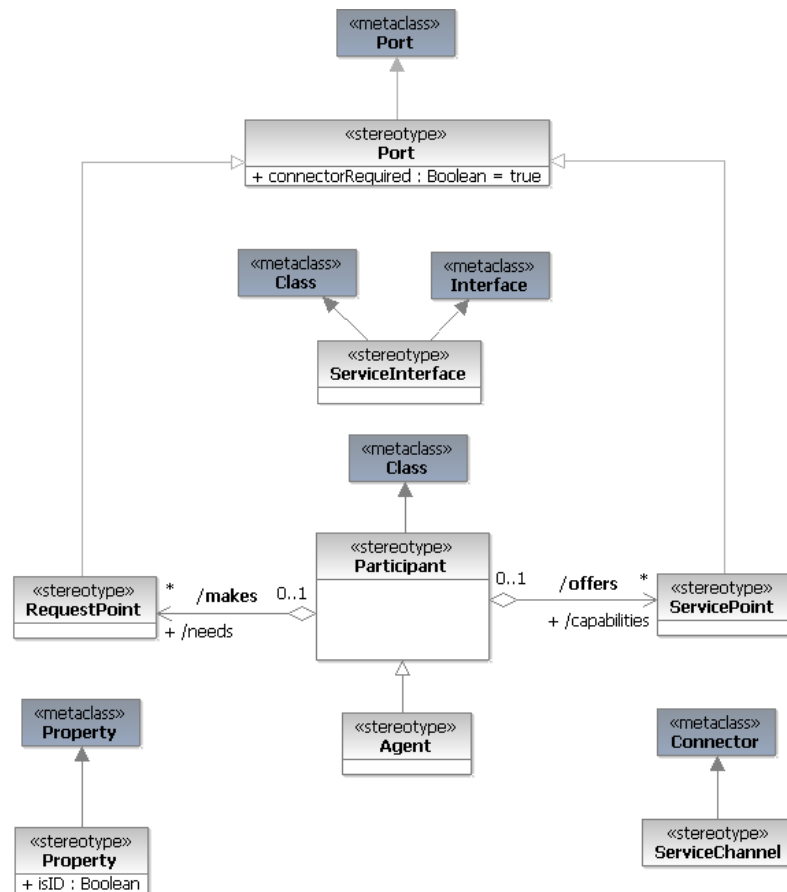 «metaclass»
Port
«stereotype»
Port
+ connectorRequired : Boolean = true
«metaclass»
Class
«metaclass»
Interface
«stereotype»
ServiceInterface
«metaclass»
Class
«stereotype»
Participant
«stereotype»
RequestPoint
*
/makes
0..1
+ /needs
0..1
/offers
*
+ /capabilities
«stereotype»
ServicePoint
«stereotype»
Agent
«metaclass»
Property
«metaclass»
Connector
«stereotype»
Property
+ isID : Boolean
«stereotype»
ServiceChannel